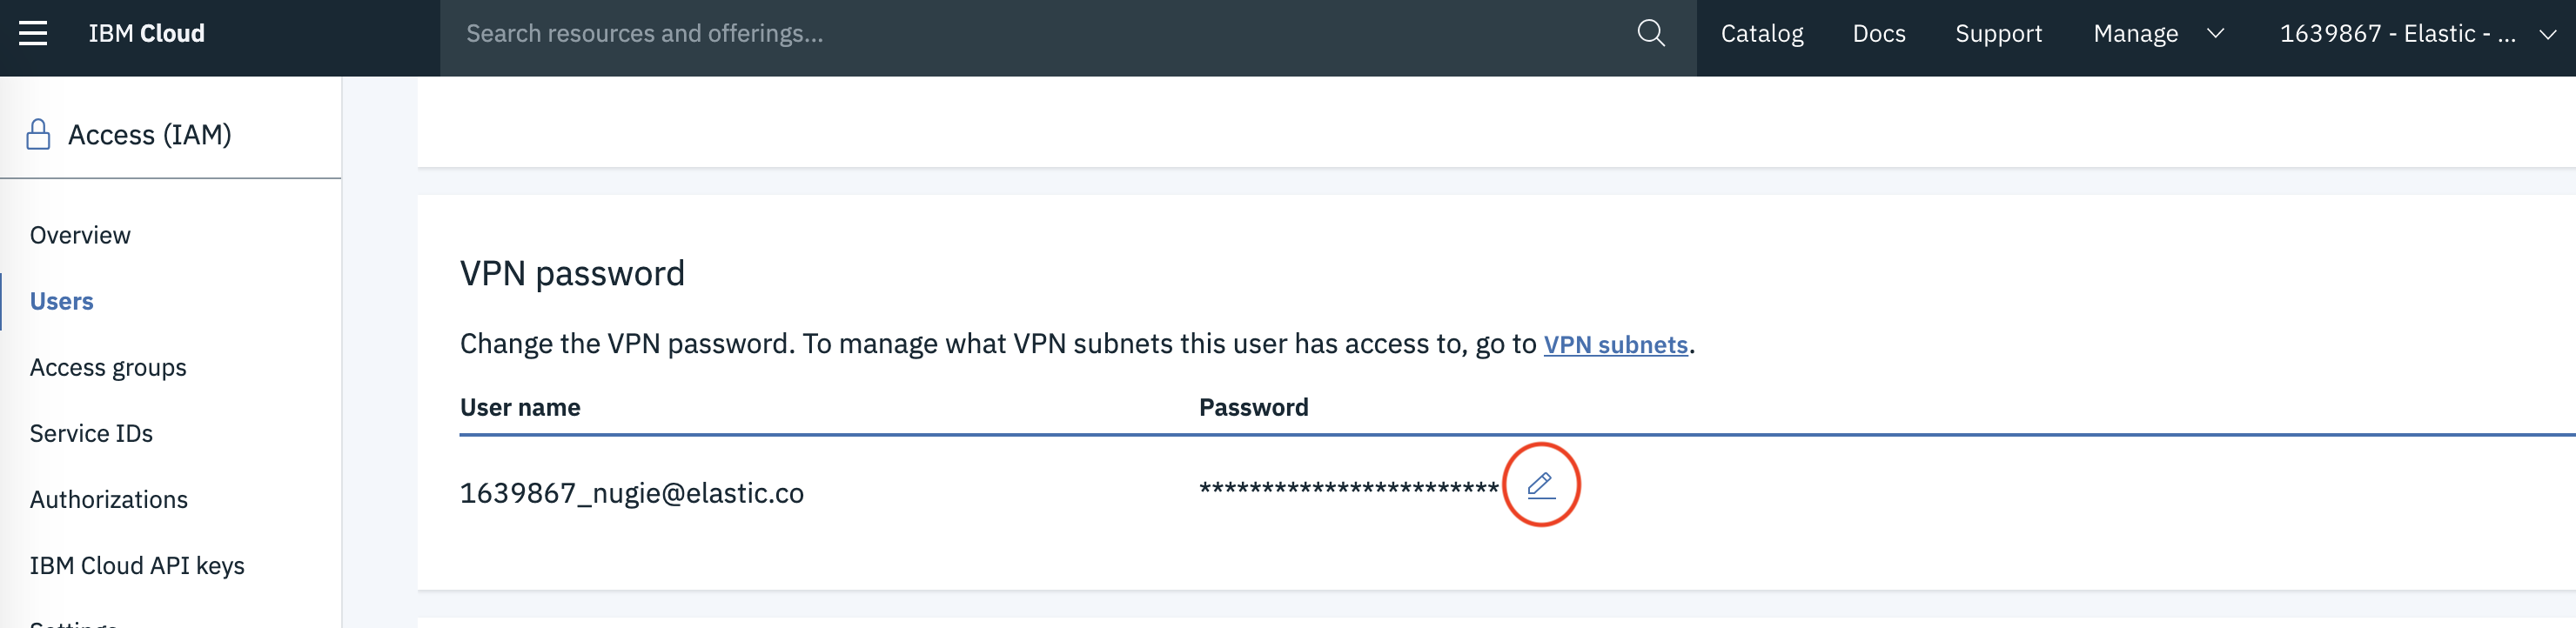 IBM Cloud
Search resources and offerings...
Catalog
Docs
Support
Manage
1639867 - Elastic - ...
Access (IAM)
Overview
Users
Access groups
Service IDs
Authorizations
IBM Cloud API keys
Settings
VPN password
Change the VPN password. To manage what VPN subnets this user has access to, go to VPN subnets.
User name
Password
1639867_nugie@elastic.co
************************